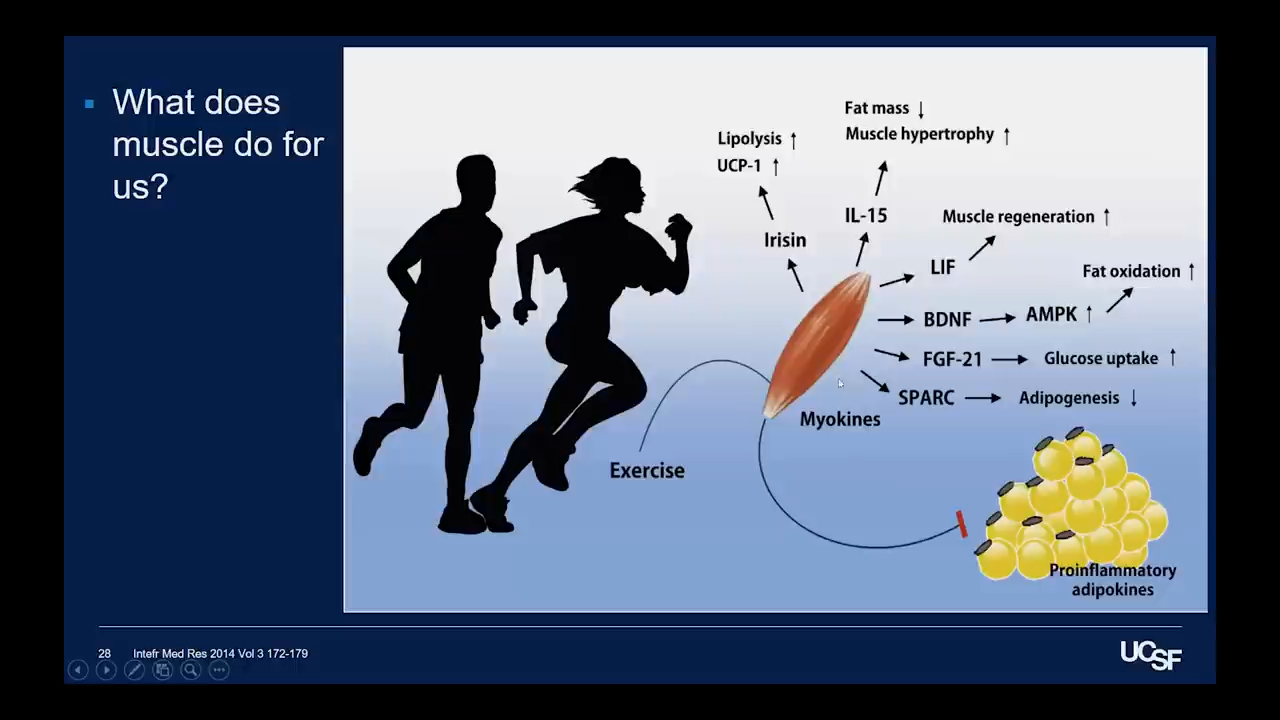 What does
muscle do for
us?
Fat mass ↓
Muscle hypertrophy ↑
Lipolysis ↑
UCP-1 ↑
IL-15
Muscle regeneration ↑
Irisin
LIF
Fat oxidation ↑
BDNF
AMPK ↑
FGF-21
Glucose uptake ↑
SPARC
Adipogenesis ↓
Myokines
Exercise
Proinflammatory
adipokines
28 Intefr Med Res 2014 Vol 3 172-179
UCSF